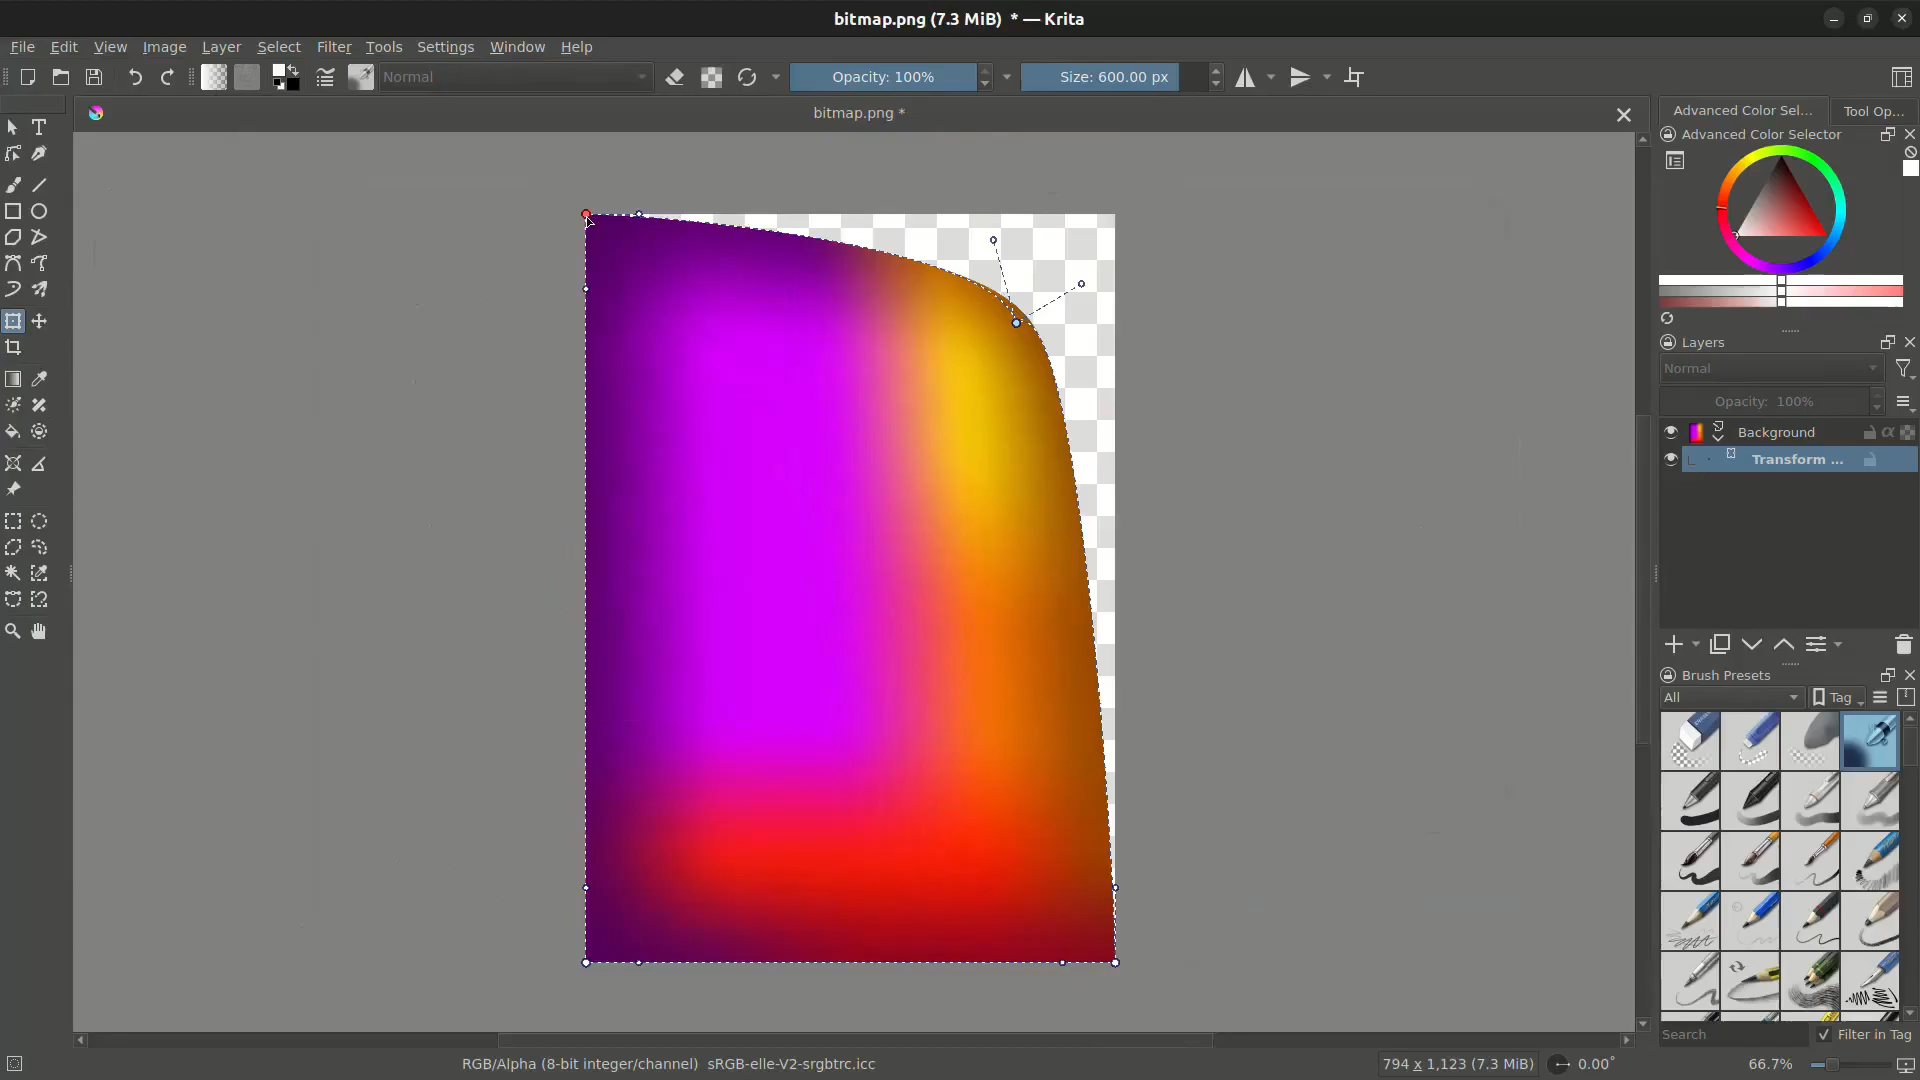 bitmap.png (7.3 MiB) * — Krita
File Edit View Image Layer Select Filter Tools Settings Window Help
Normal
Opacity: 100%
Size: 600.00 px
bitmap.png *
Advanced Color Sel...
Tool Op...
Advanced Color Selector
Layers
Normal
Opacity: 100%
Background
Transform ...
Brush Presets
All
Tag
Search
Filter in Tag
RGB/Alpha (8-bit integer/channel) sRGB-elle-V2-srgbtrc.icc
794 x 1,123 (7.3 MiB)
0.00°
66.7%